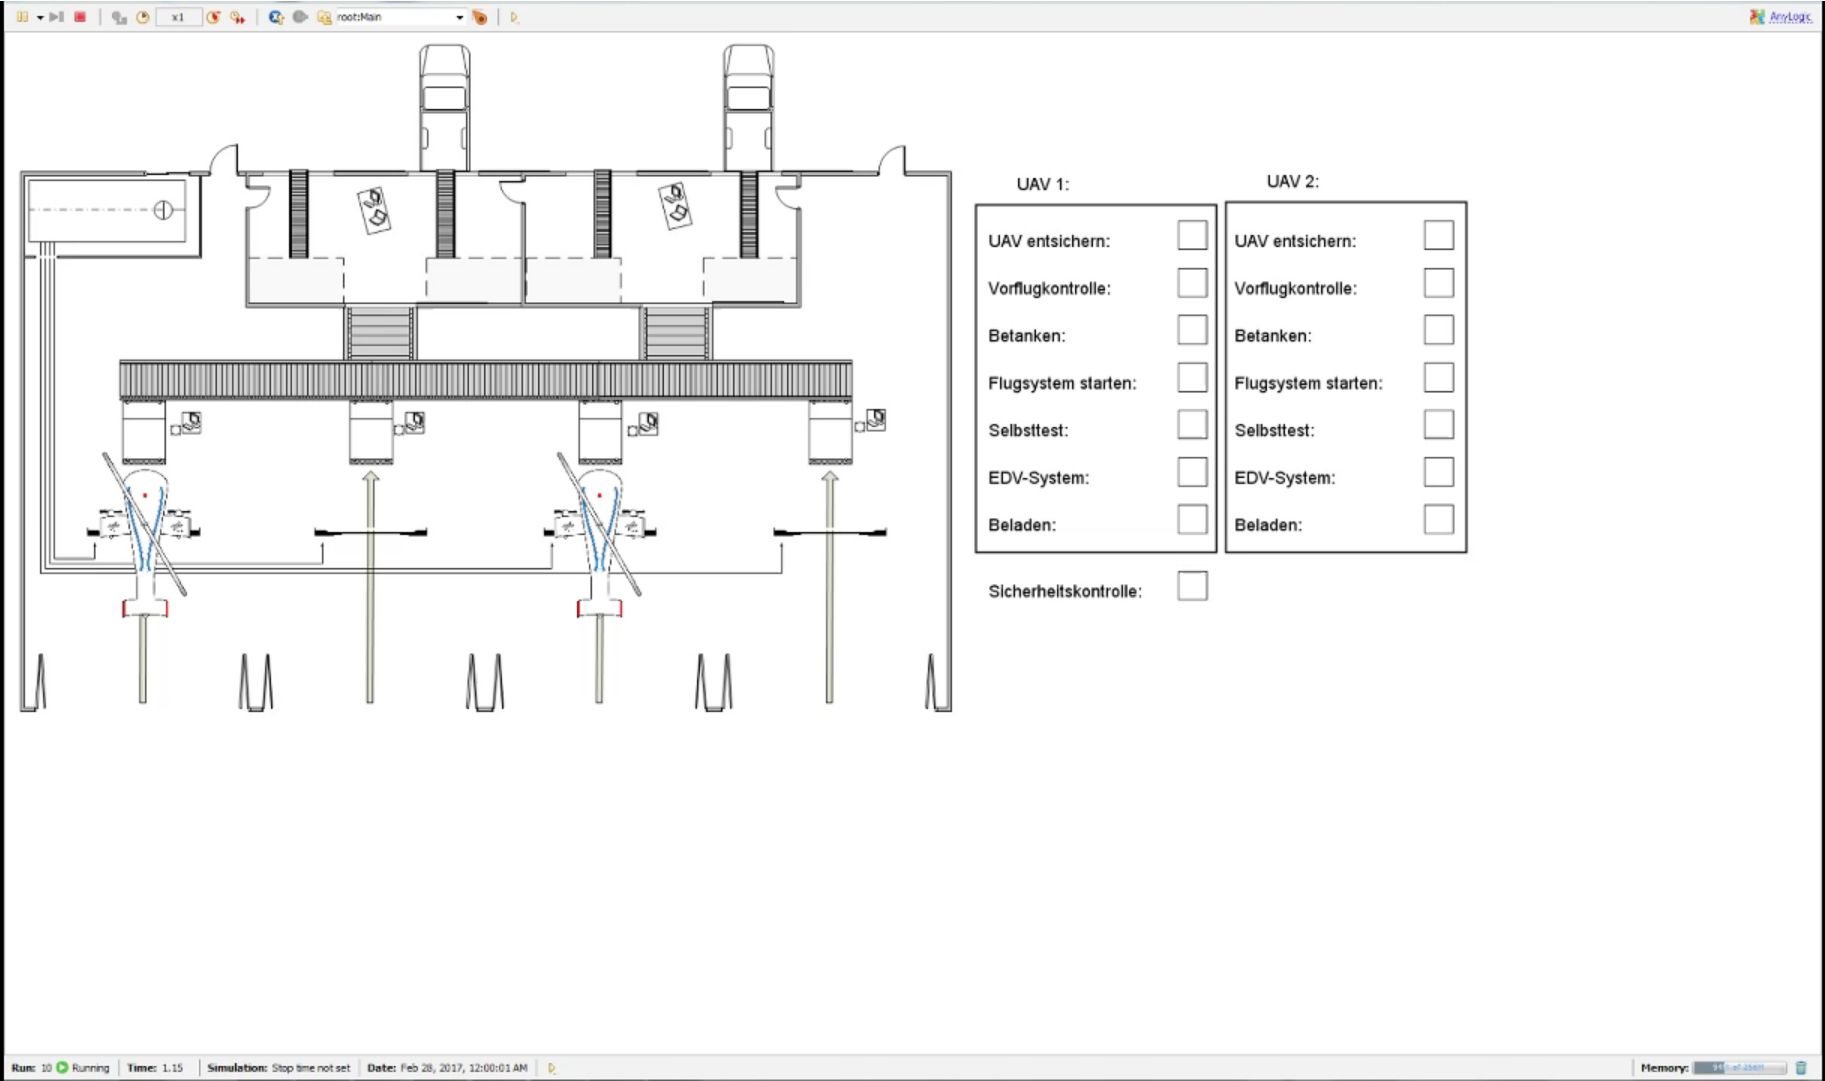 x1 root:Main AnyLogic
UAV 1: UAV 2:
UAV entsichern: UAV entsichern:
Vorflugkontrolle: Vorflugkontrolle:
Betanken: Betanken:
Flugsystem starten: Flugsystem starten:
Selbsttest: Selbsttest:
EDV-System: EDV-System:
Beladen: Beladen:
Sicherheitskontrolle:
Run: 10 Running Time: 1.15 Simulation: Stop time not set Date: Feb 28, 2017, 12:00:01 AM Memory: